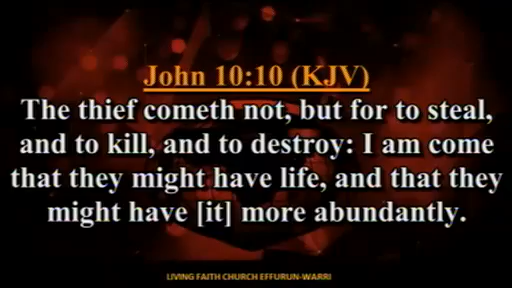 John 10:10 (KJV)
The thief cometh not, but for to steal,
and to kill, and to destroy: I am come
that they might have life, and that they
might have [it] more abundantly.
LIVING FAITH CHURCH EFFURUN-WARRI